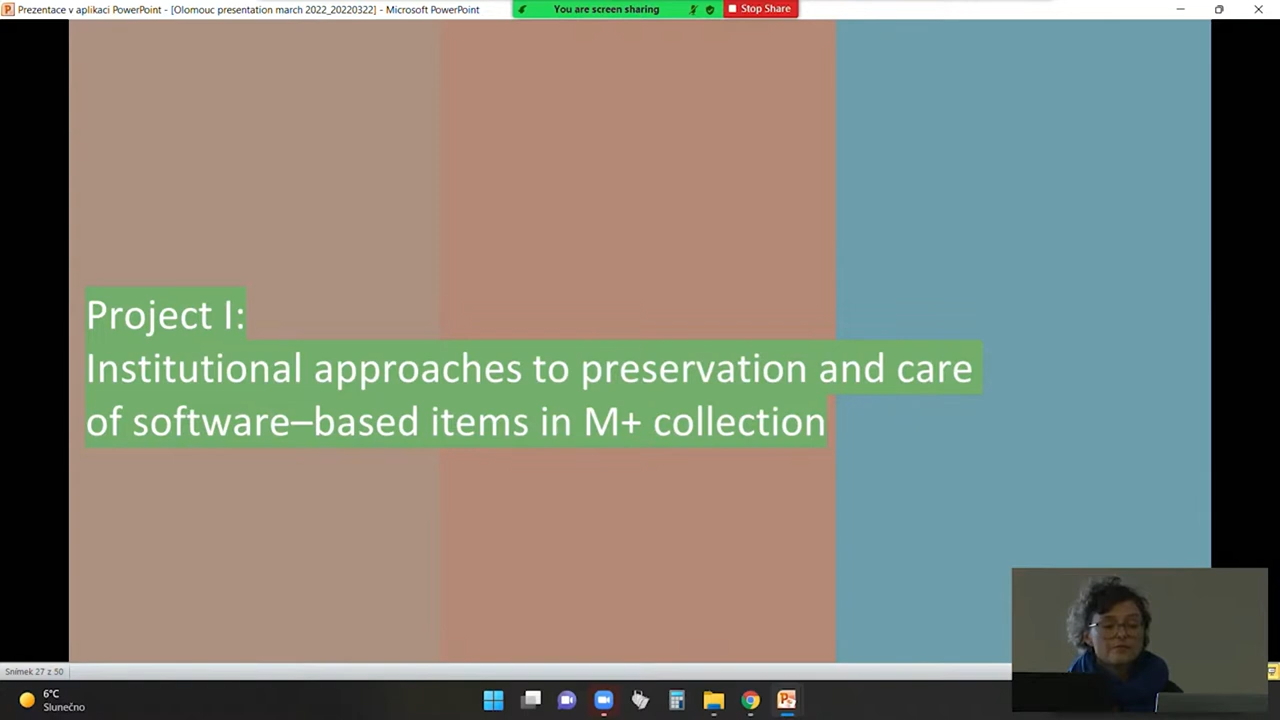 Prezentace v aplikaci PowerPoint - [Olomouc presentation march 2022_20220322] - Microsoft PowerPoint
You are screen sharing
Stop Share
Project I:
Institutional approaches to preservation and care
of software–based items in M+ collection
Snímek 27 z 50
6°C
Slunečno